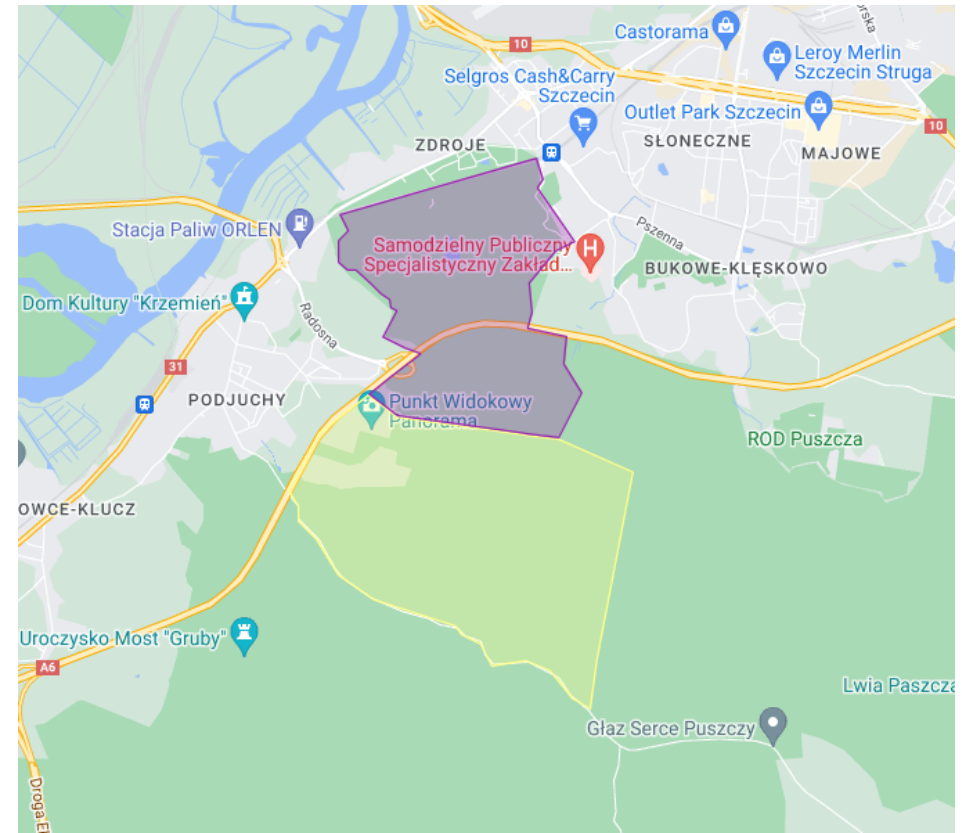 10
Castorama
Leroy Merlin
Szczecin Struga
Selgros Cash&Carry
Szczecin
Outlet Park Szczecin
10
ZDROJE
SŁONECZNE
MAJOWE
Stacja Paliw ORLEN
Pszenna
Samodzielny Publiczny
Specjalistyczny Zakład...
H
BUKOWE-KLĘSKOWO
Dom Kultury "Krzemień"
Radosna
31
PODJUCHY
Punkt Widokowy
Panorama
ROD Puszcza
OWCE-KLUCZ
Uroczysko Most "Gruby"
A6
Lwia Paszcza
Głaz Serce Puszczy
Droga